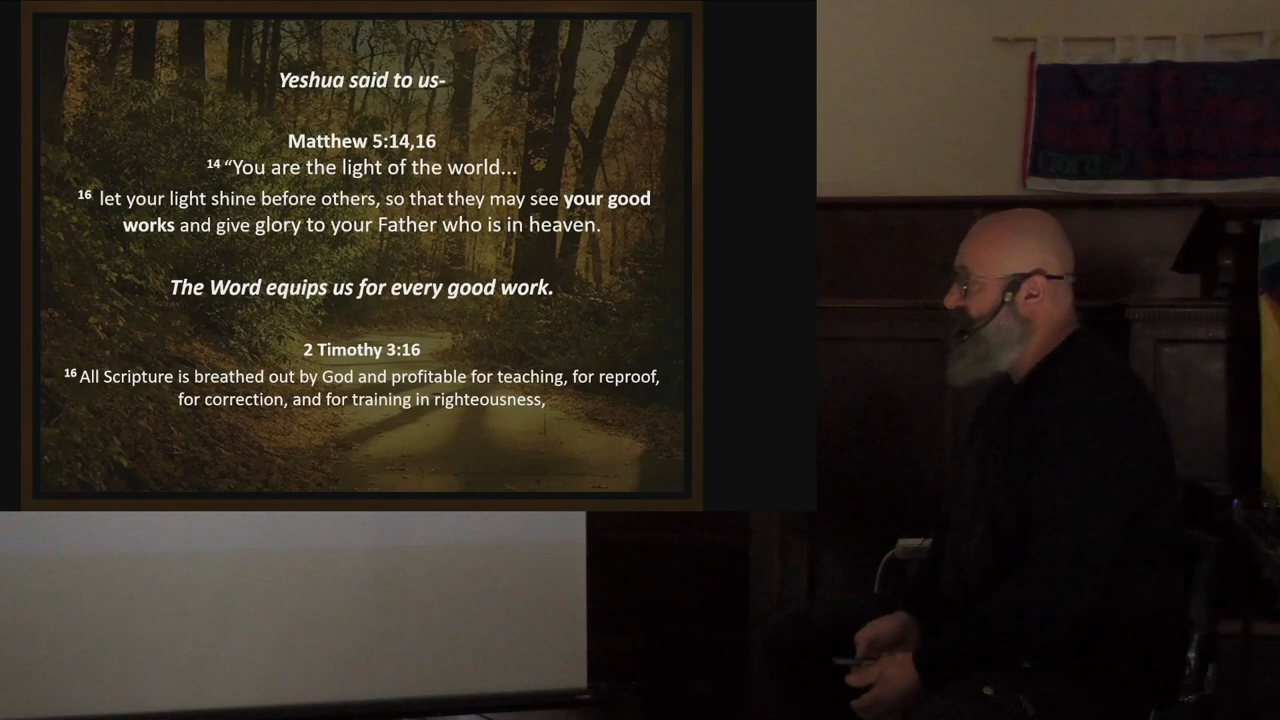 Yeshua said to us-
Matthew 5:14,16
14 “You are the light of the world...
16 let your light shine before others, so that they may see your good
works and give glory to your Father who is in heaven.
The Word equips us for every good work.
2 Timothy 3:16
16 All Scripture is breathed out by God and profitable for teaching, for reproof,
for correction, and for training in righteousness,